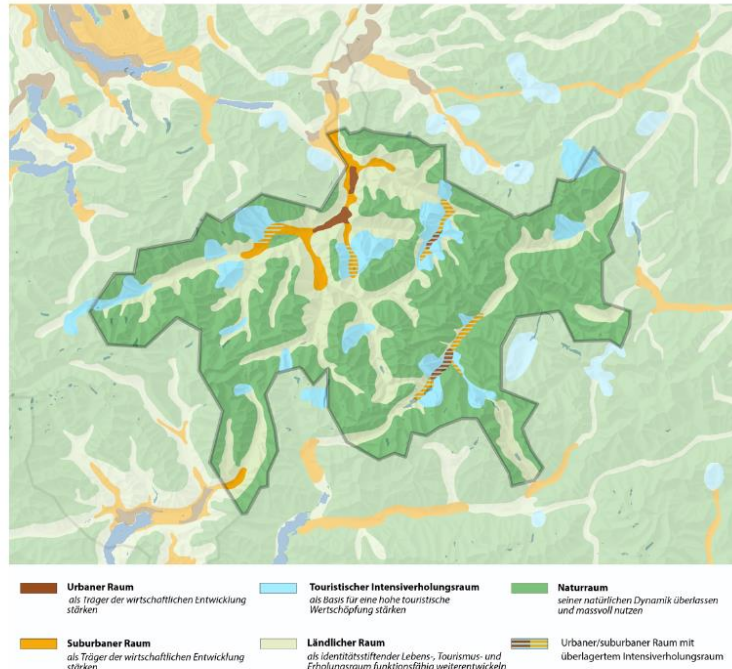 Urbaner Raum
als Träger der wirtschaftlichen Entwicklung
stärken
Touristischer Intensiverholungsraum
als Basis für eine hohe touristische
Wertschöpfung stärken
Naturraum
seiner natürlichen Dynamik überlassen
und massvoll nutzen
Suburbaner Raum
als Träger der wirtschaftlichen Entwicklung
stärken
Ländlicher Raum
als identitätsstiftender Lebens-, Tourismus- und
Erholungsraum funktionsfähig weiterentwickeln
Urbaner/suburbaner Raum mit
überlagertem Intensiverholungsraum